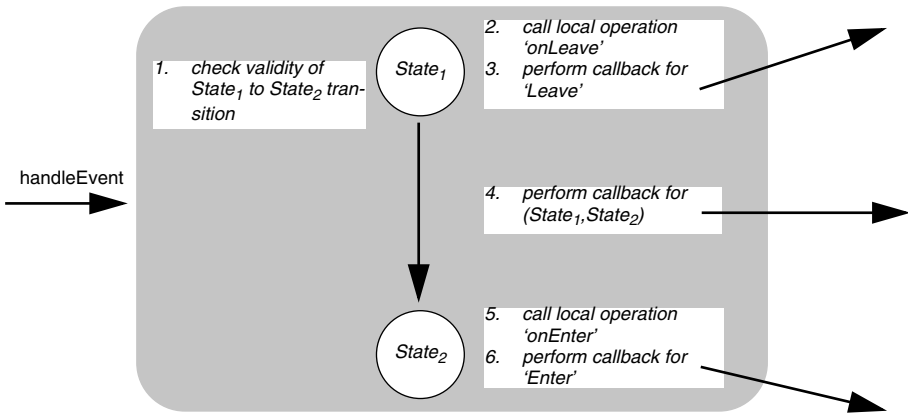 handleEvent
1. check validity of
State1 to State2 tran-
sition
State1
2. call local operation
‘onLeave’
3. perform callback for
‘Leave’
4. perform callback for
(State1,State2)
State2
5. call local operation
‘onEnter’
6. perform callback for
‘Enter’